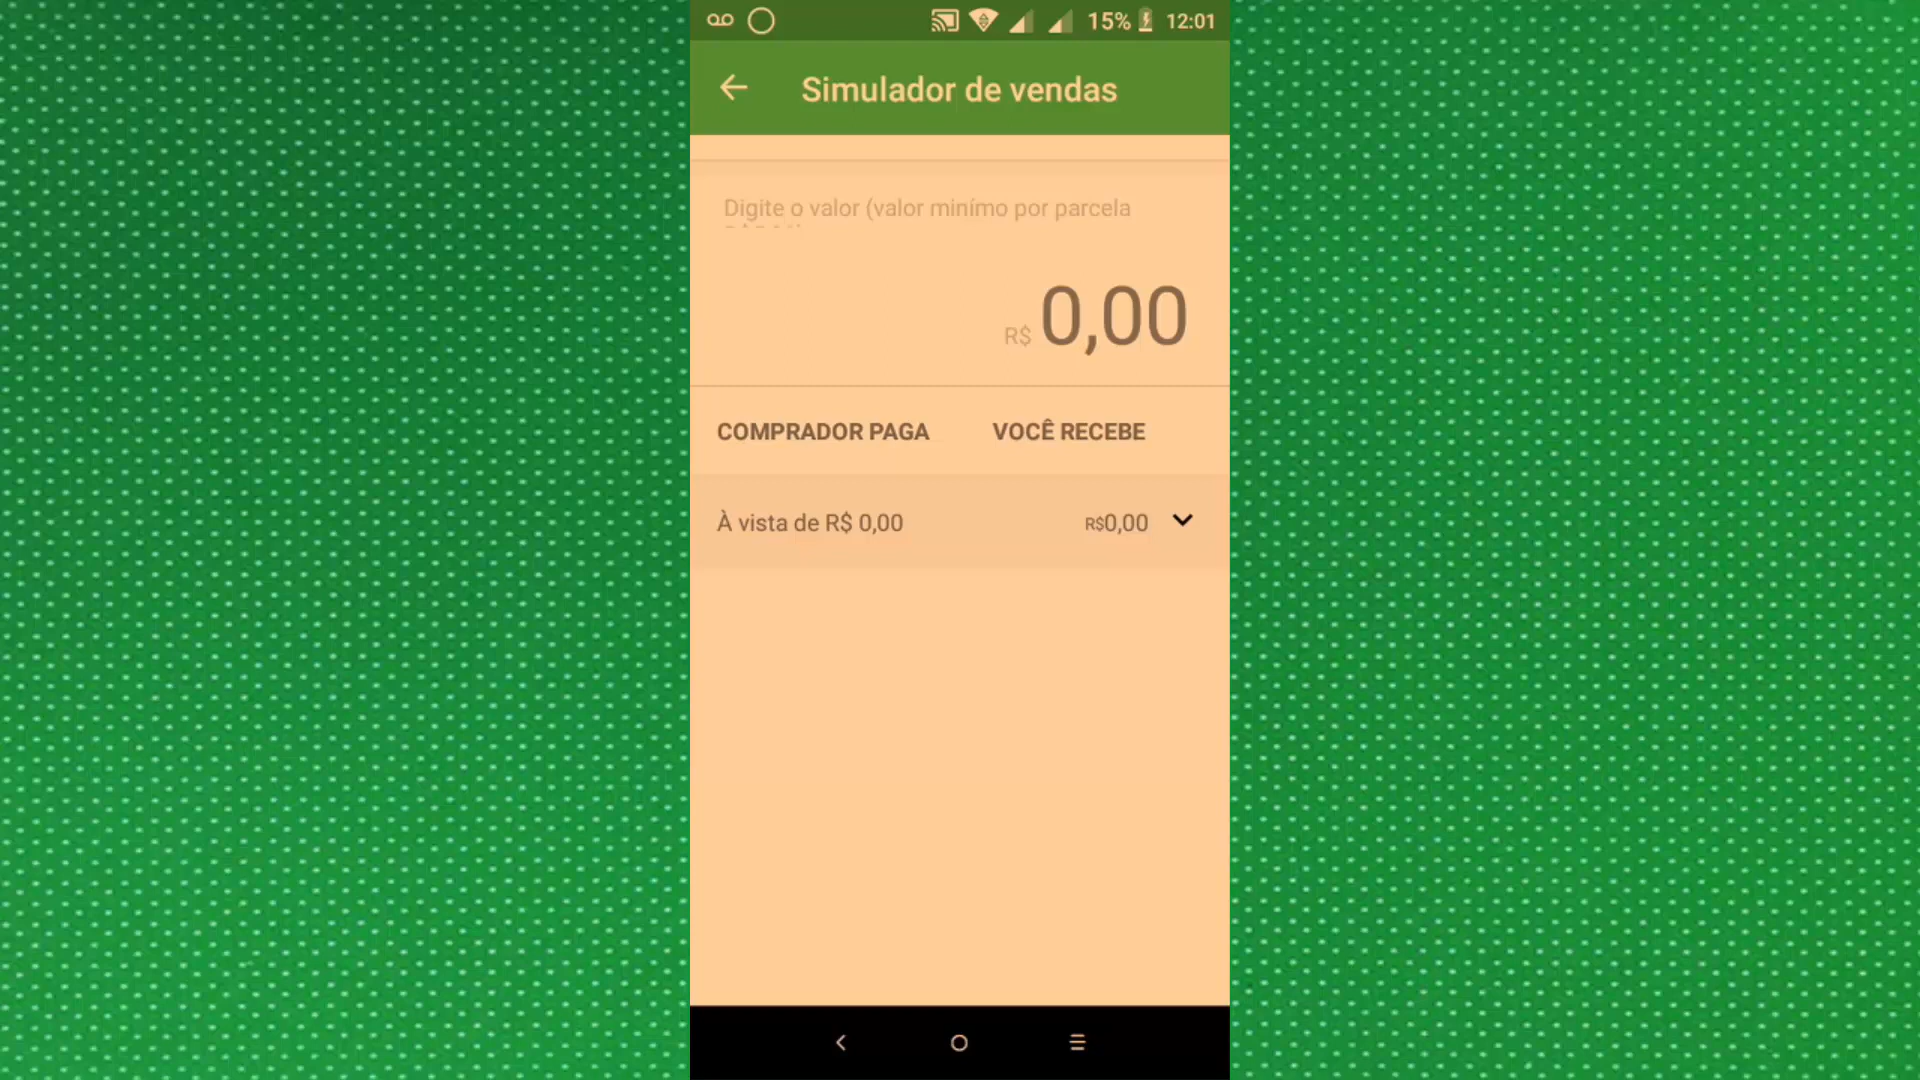 15% 12:01
Simulador de vendas
Digite o valor (valor minímo por parcela
R$ 0,00
COMPRADOR PAGA VOCÊ RECEBE
À vista de R$ 0,00 R$0,00